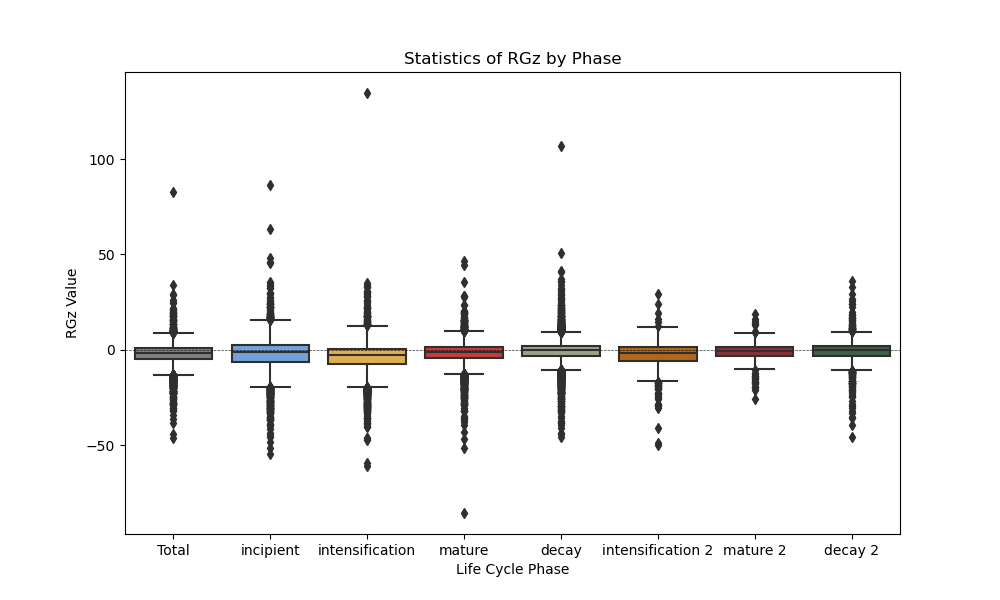 Statistics of RGz by Phase
RGz Value
100
50
0
−50
Total incipient intensification mature decay intensification 2 mature 2 decay 2
Life Cycle Phase